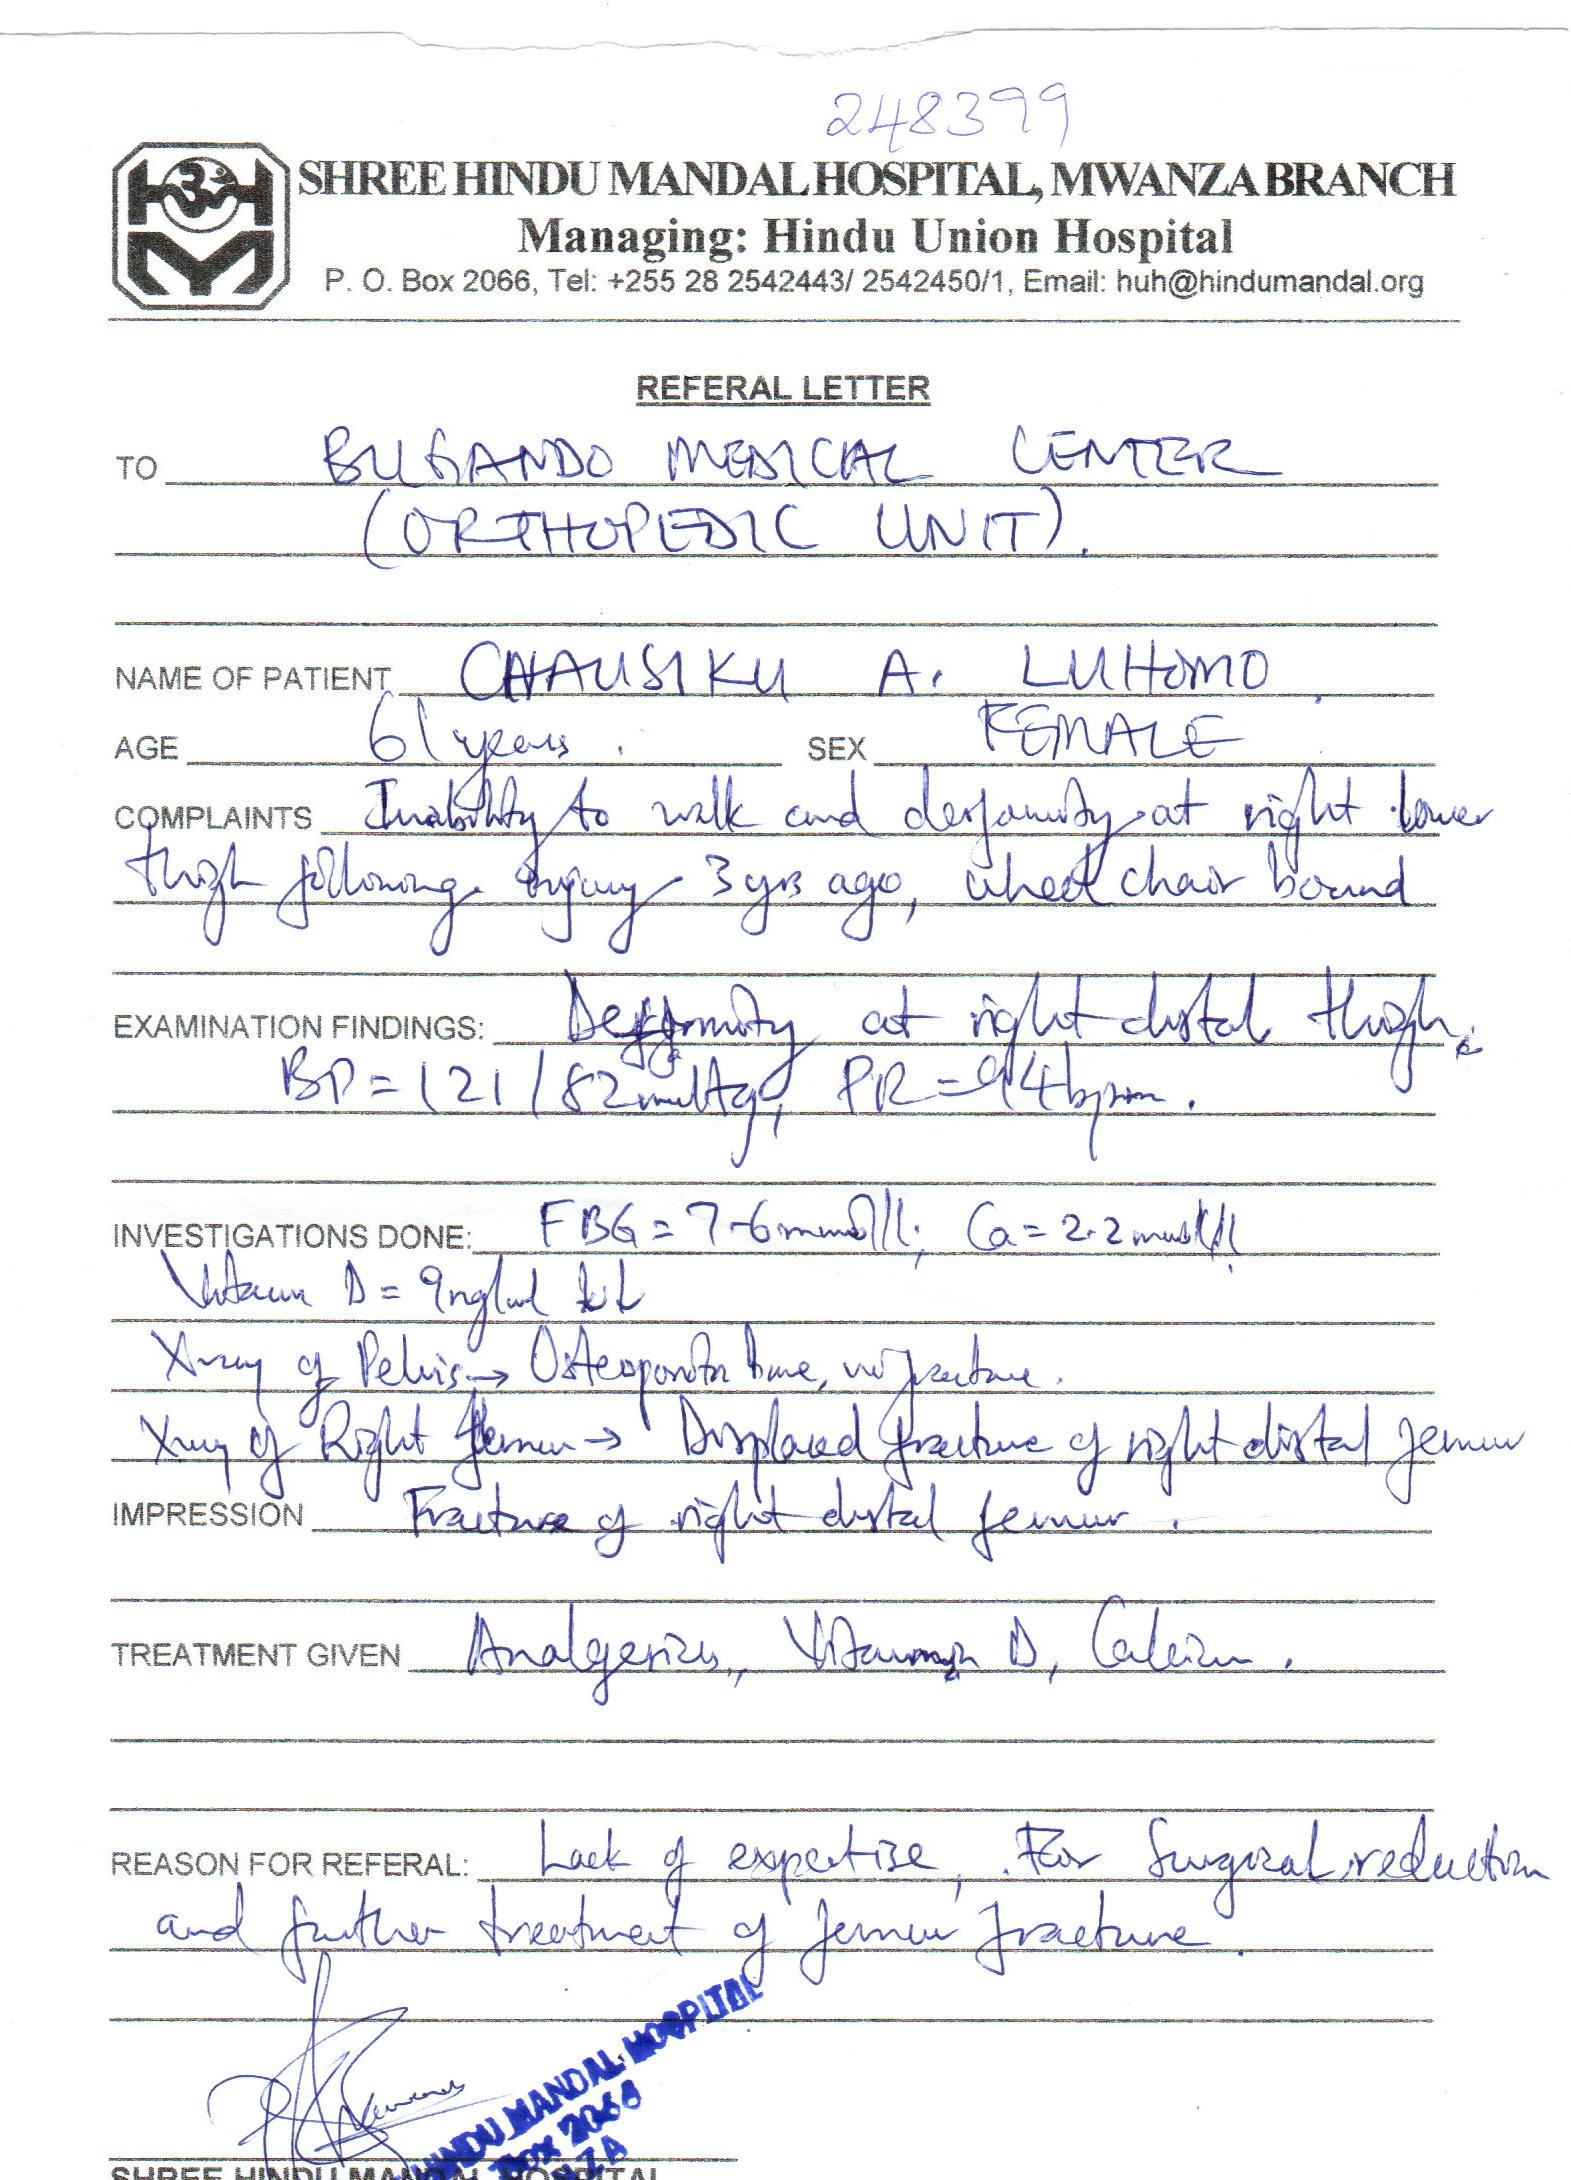 248399
SHREE HINDU MANDAL HOSPITAL, MWANZA BRANCH
Managing: Hindu Union Hospital
P. O. Box 2066, Tel: +255 28 2542443/ 2542450/1, Email: huh@hindumandal.org
REFERAL LETTER
TO BUGANDO MEDICAL CENTER
(ORTHOPEDIC UNIT).
NAME OF PATIENT CHAUSIKU A. LUHOMO
AGE 61 years. SEX FEMALE
COMPLAINTS Inability to walk and deformity at right lower
thigh following injury 3 yrs ago, wheel chair bound
EXAMINATION FINDINGS: Deformity at right distal thigh.
BP = 121/82mmHg, PR = 94bpm.
INVESTIGATIONS DONE: FBG = 7.6mmol/l; Ca = 2.2mmol/l
Vitamin D = 9ng/ml ↓↓
Xray of Pelvis → Osteoporotic bone, no fracture.
Xray of Right femur → Displaced fracture of right distal femur
IMPRESSION Fracture of right distal femur.
TREATMENT GIVEN Analgesics, Vitamin D, Calcium.
REASON FOR REFERAL: Lack of expertise, For Surgical reduction
and further treatment of femur fracture.
HINDU MANDAL HOSPITAL
BOX 2066
SHREE HINDU MANDAL HOSPITAL